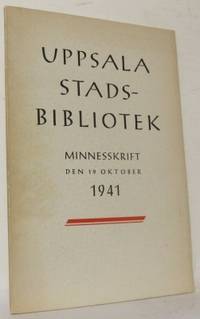 UPPSALA
STADS-
BIBLIOTEK
MINNESSKRIFT
DEN 19 OKTOBER
1941